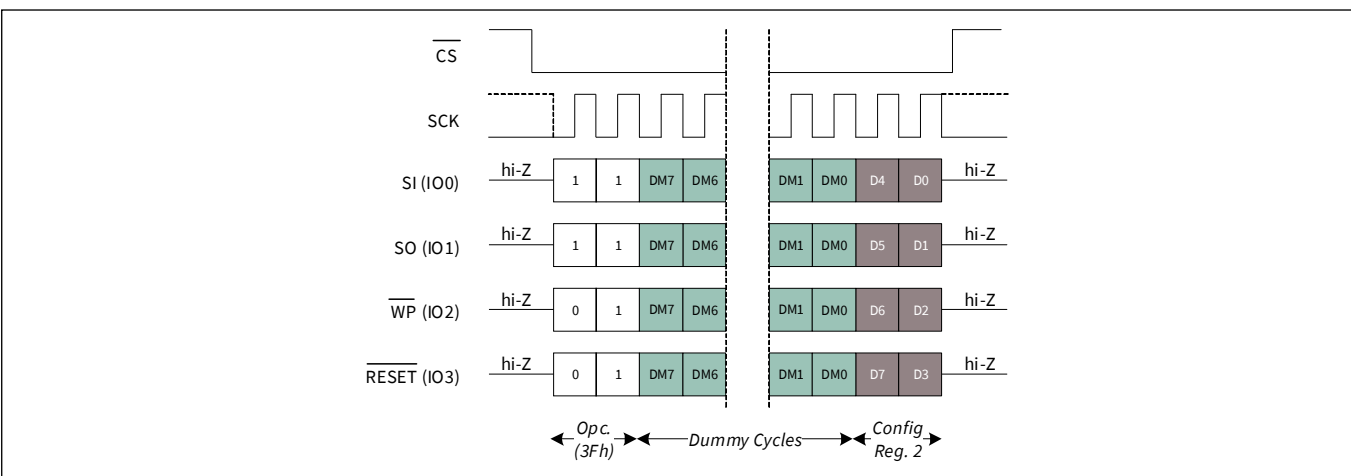 CS
SCK
SI (IO0) hi-Z 1 1 DM7 DM6 DM1 DM0 D4 D0 hi-Z
SO (IO1) hi-Z 1 1 DM7 DM6 DM1 DM0 D5 D1 hi-Z
WP (IO2) hi-Z 0 1 DM7 DM6 DM1 DM0 D6 D2 hi-Z
RESET (IO3) hi-Z 0 1 DM7 DM6 DM1 DM0 D7 D3 hi-Z
Opc.
(3Fh)
Dummy Cycles
Config
Reg. 2